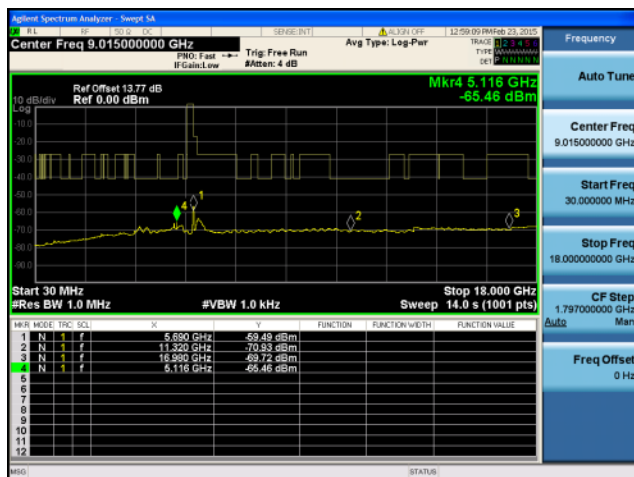 Agilent Spectrum Analyzer - Swept SA
RL RF 50 Ω DC SENSE:INT ALIGN OFF 12:59:09 PM Feb 23, 2015
Center Freq 9.015000000 GHz
PNO: Fast
IFGain:Low
Trig: Free Run
#Atten: 4 dB
Avg Type: Log-Pwr
TRACE 1 2 3 4 5 6
TYPE
DET P N N N N N
Ref Offset 13.77 dB
10 dB/div Ref 0.00 dBm
Log
Mkr4 5.116 GHz
-65.46 dBm
-10.0
-20.0
-30.0
-40.0
-50.0
-60.0
-70.0
-80.0
-90.0
1
4
2
3
Start 30 MHz Stop 18.000 GHz
#Res BW 1.0 MHz #VBW 1.0 kHz Sweep 14.0 s (1001 pts)
MKR MODE TRC SCL X Y FUNCTION FUNCTION WIDTH FUNCTION VALUE
1 N 1 f 5.690 GHz -59.49 dBm
2 N 1 f 11.320 GHz -70.93 dBm
3 N 1 f 16.980 GHz -69.72 dBm
4 N 1 f 5.116 GHz -65.46 dBm
5
6
7
8
9
10
11
12
MSG STATUS
Frequency
Auto Tune
Center Freq
9.015000000 GHz
Start Freq
30.000000 MHz
Stop Freq
18.000000000 GHz
CF Step
1.797000000 GHz
Auto Man
Freq Offset
0 Hz